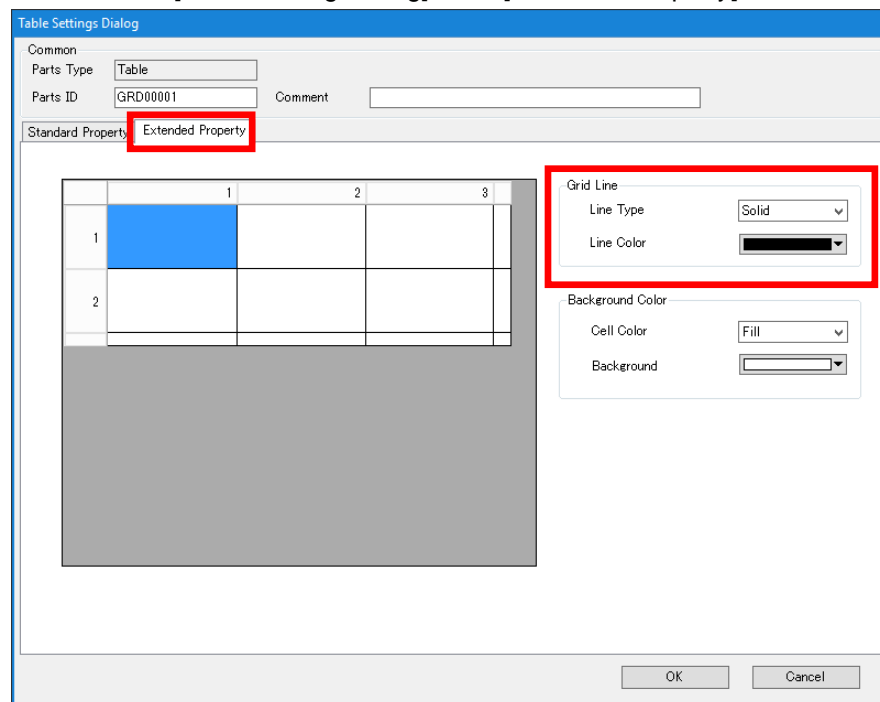 Table Settings Dialog
Common
Parts Type Table
Parts ID GRD00001 Comment
Standard Property Extended Property
1 2 3
1
2
Grid Line
Line Type Solid
Line Color
Background Color
Cell Color Fill
Background
OK Cancel